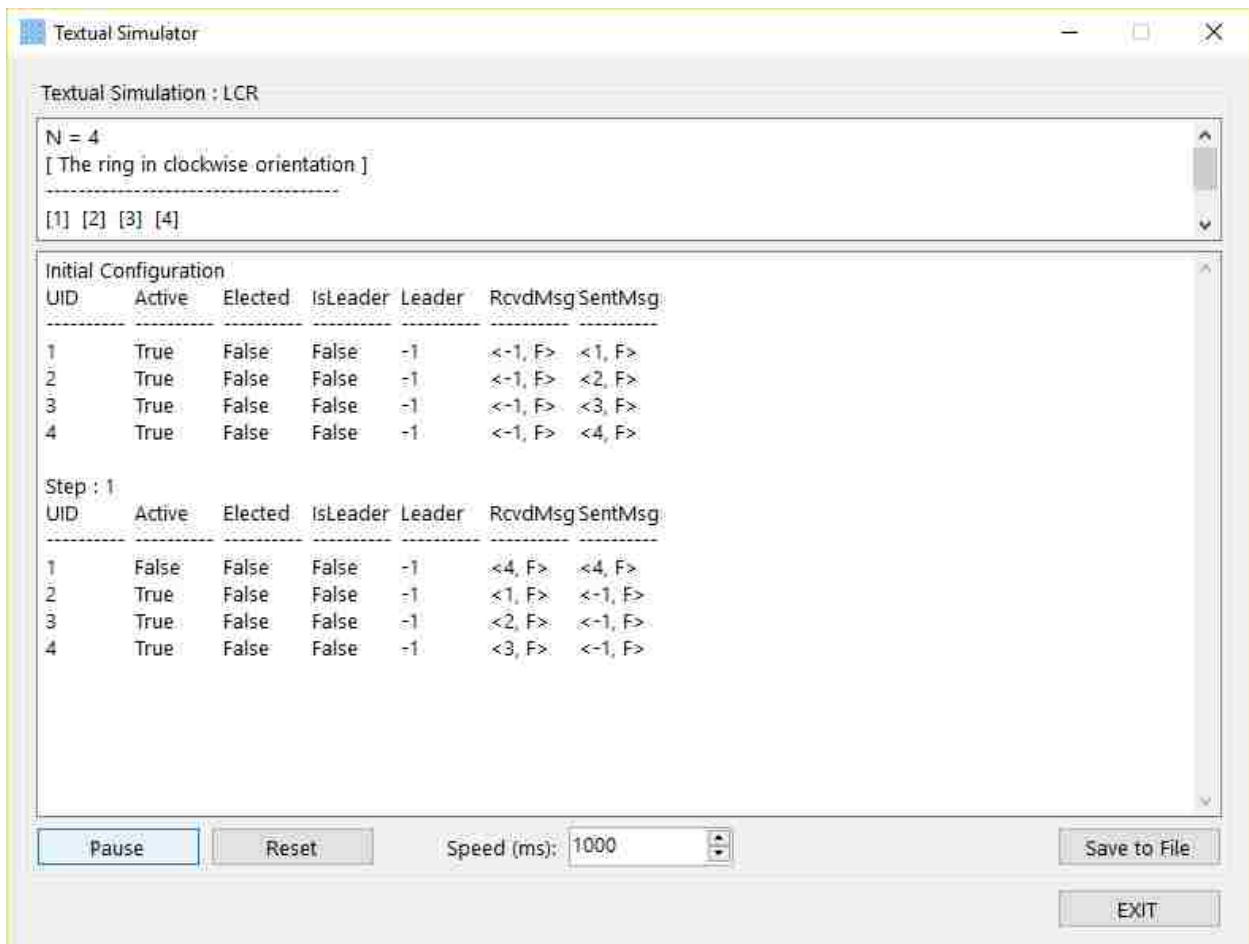 Textual Simulator
Textual Simulation : LCR
N = 4
[ The ring in clockwise orientation ]
-------------------------------------
[1] [2] [3] [4]
Initial Configuration
UID Active Elected IsLeader Leader RcvdMsg SentMsg
---------- ---------- ---------- ---------- ---------- ---------- ----------
1 True False False -1 <-1, F> <1, F>
2 True False False -1 <-1, F> <2, F>
3 True False False -1 <-1, F> <3, F>
4 True False False -1 <-1, F> <4, F>
Step : 1
UID Active Elected IsLeader Leader RcvdMsg SentMsg
---------- ---------- ---------- ---------- ---------- ---------- ----------
1 False False False -1 <4, F> <4, F>
2 True False False -1 <1, F> <-1, F>
3 True False False -1 <2, F> <-1, F>
4 True False False -1 <3, F> <-1, F>
Pause Reset Speed (ms): 1000 Save to File
EXIT